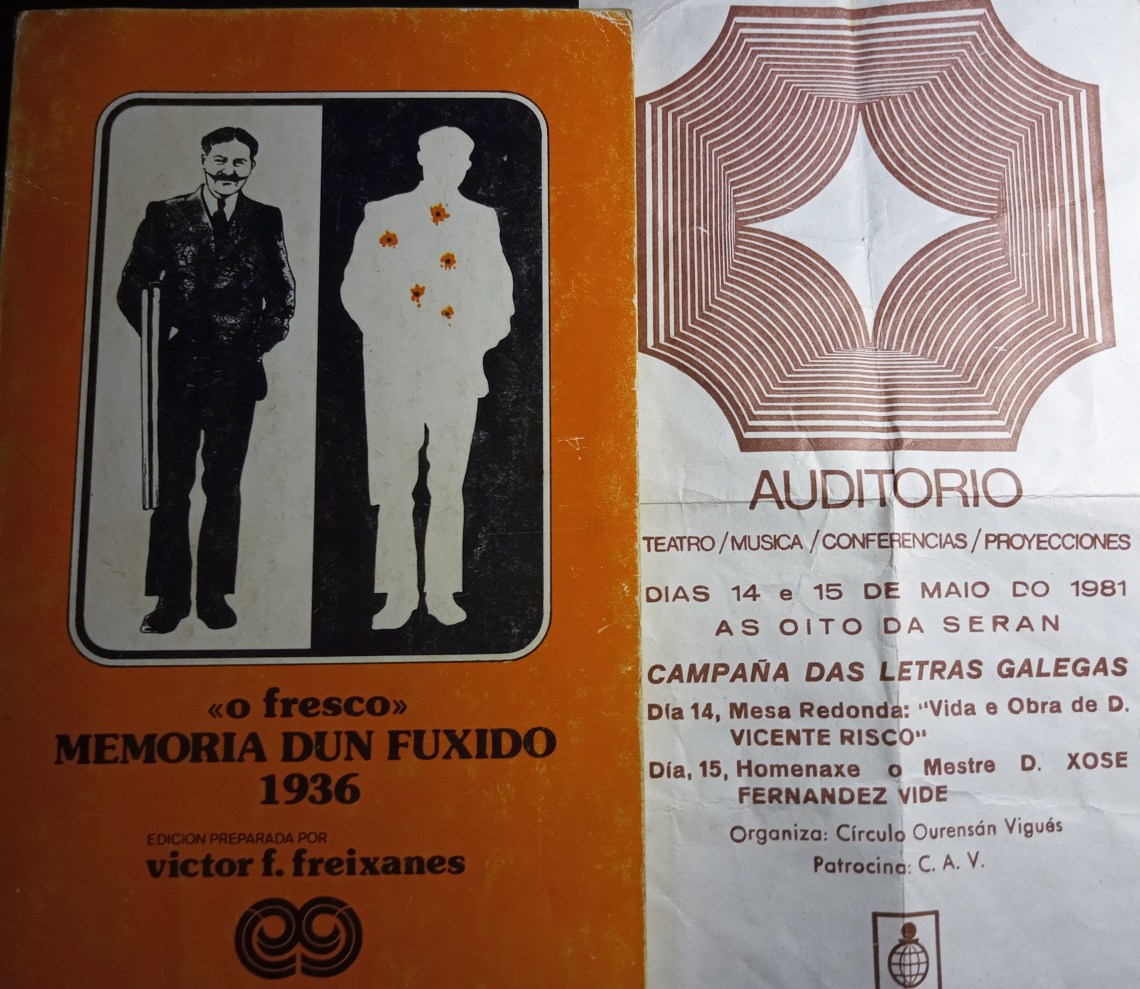 «o fresco»
MEMORIA DUN FUXIDO
1936
EDICION PREPARADA POR:
victor f. freixanes
AUDITORIO
TEATRO/MUSICA/CONFERENCIAS/PROYECCIONES
DIAS 14 e 15 DE MAIO DO 1981
AS OITO DA SERAN
CAMPAÑA DAS LETRAS GALEGAS
Día 14, Mesa Redonda: "Vida e Obra de D.
VICENTE RISCO"
Día, 15, Homenaxe o Mestre D. XOSE
FERNANDEZ VIDE
Organiza: Círculo Ourensán Vigués
Patrocina: C. A. V.